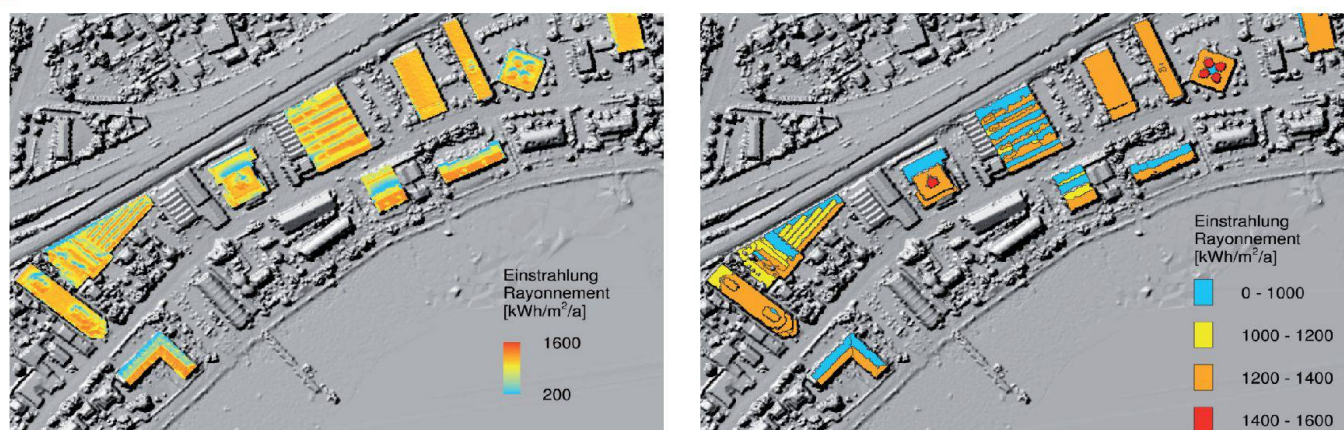 Einstrahlung
Rayonnement
[kWh/m²/a]
1600
200
Einstrahlung
Rayonnement
[kWh/m²/a]
0 - 1000
1000 - 1200
1200 - 1400
1400 - 1600